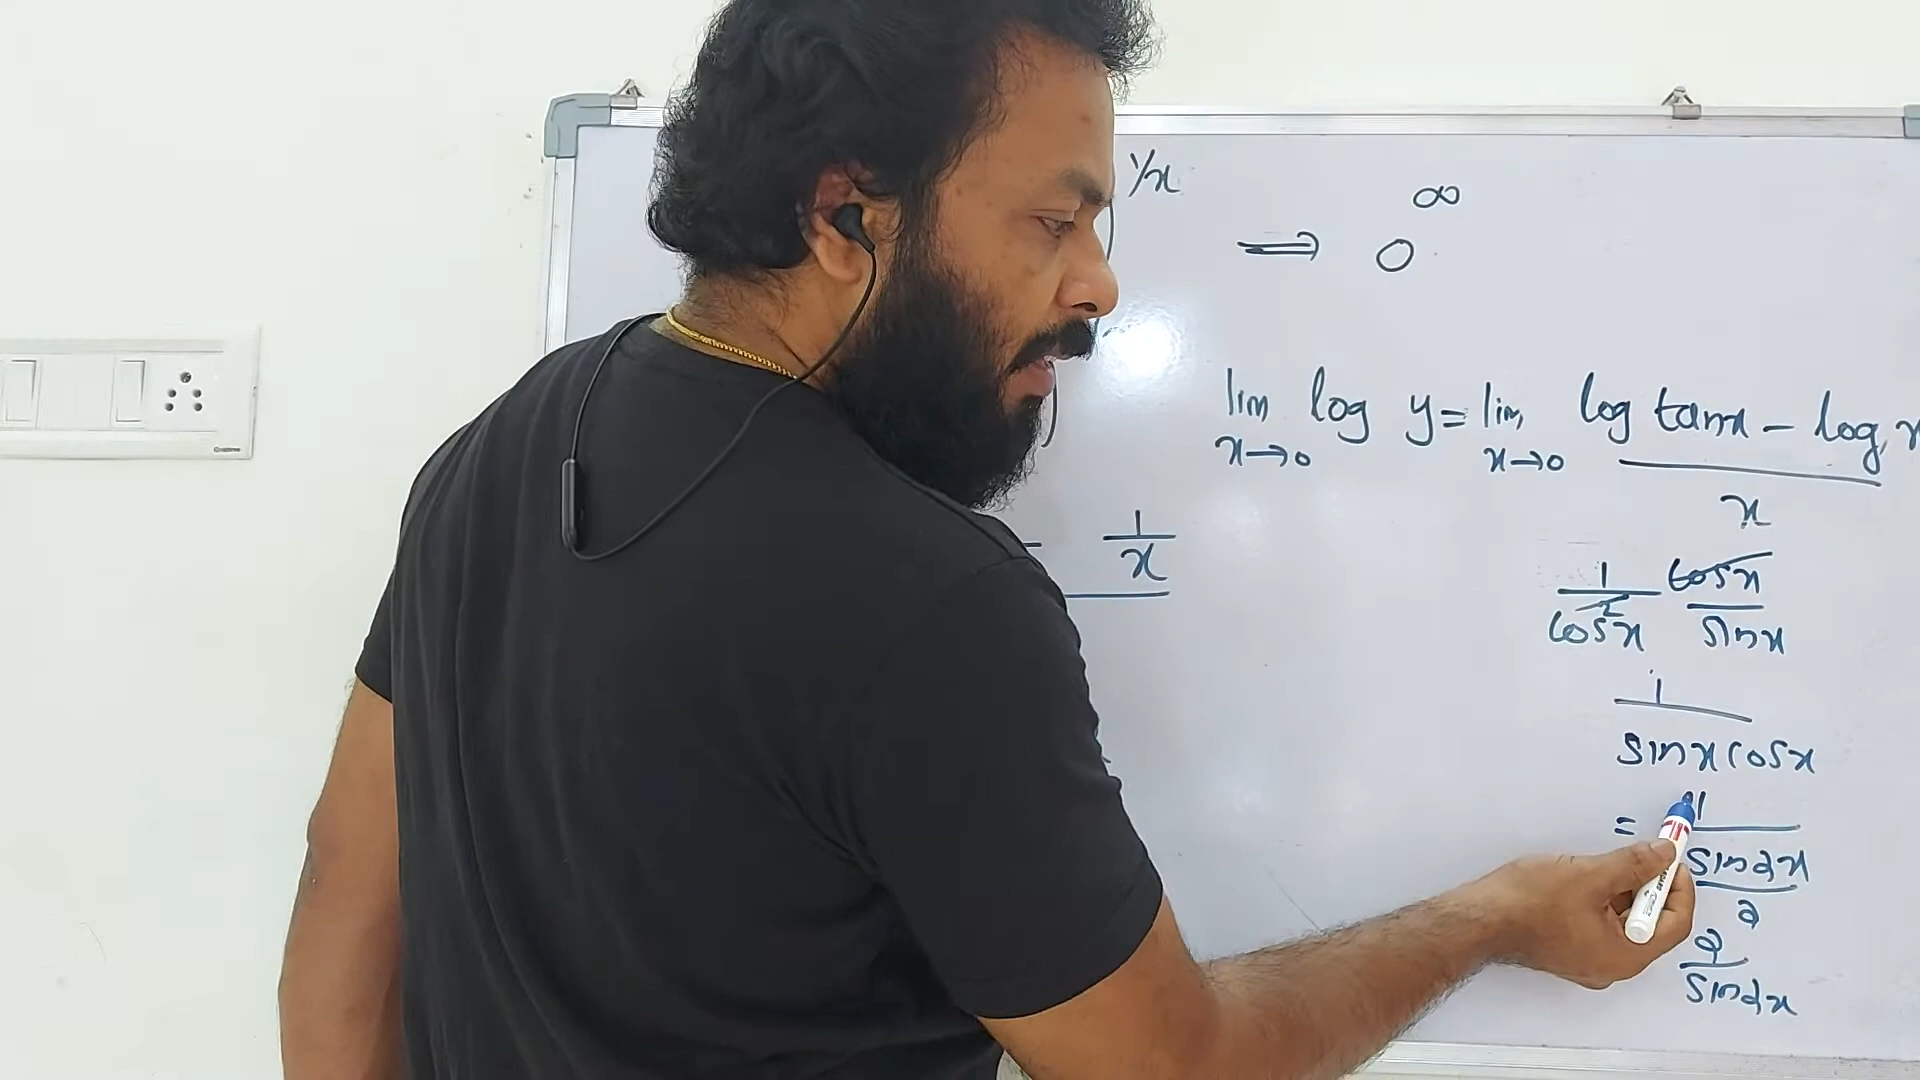 1/x
⇒ 0^∞
lim x→0 log y = lim x→0 (log tanx - log x)/x
- 1/x
1/cos²x cosx/sinx
1/(sinx cosx)
= 1/(sin2x/2)
2/sin2x